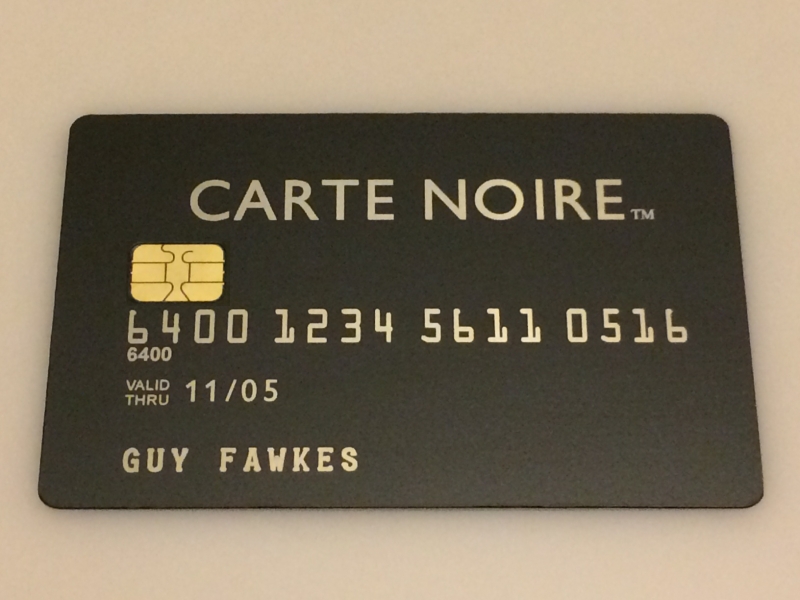 CARTE NOIRE™
6400 1234 5611 0516
6400
VALID THRU 11/05
GUY FAWKES